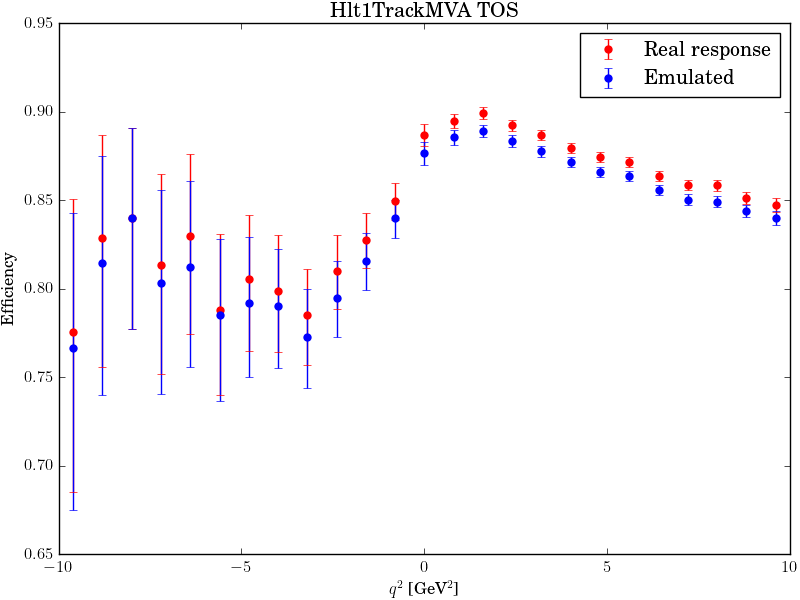 Hlt1TrackMVA TOS
Real response
Emulated
Efficiency
0.95
0.90
0.85
0.80
0.75
0.70
0.65
−10
−5
0
5
10
q² [GeV²]